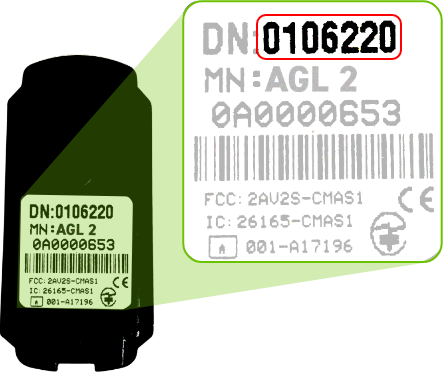 DN:0106220
MN:AGL 2
0A0000653
FCC: 2AV2S-CMAS1
IC: 26165-CMAS1
001-A17196
DN:0106220
MN:AGL 2
0A0000653
FCC: 2AV2S-CMAS1
IC: 26165-CMAS1
001-A17196